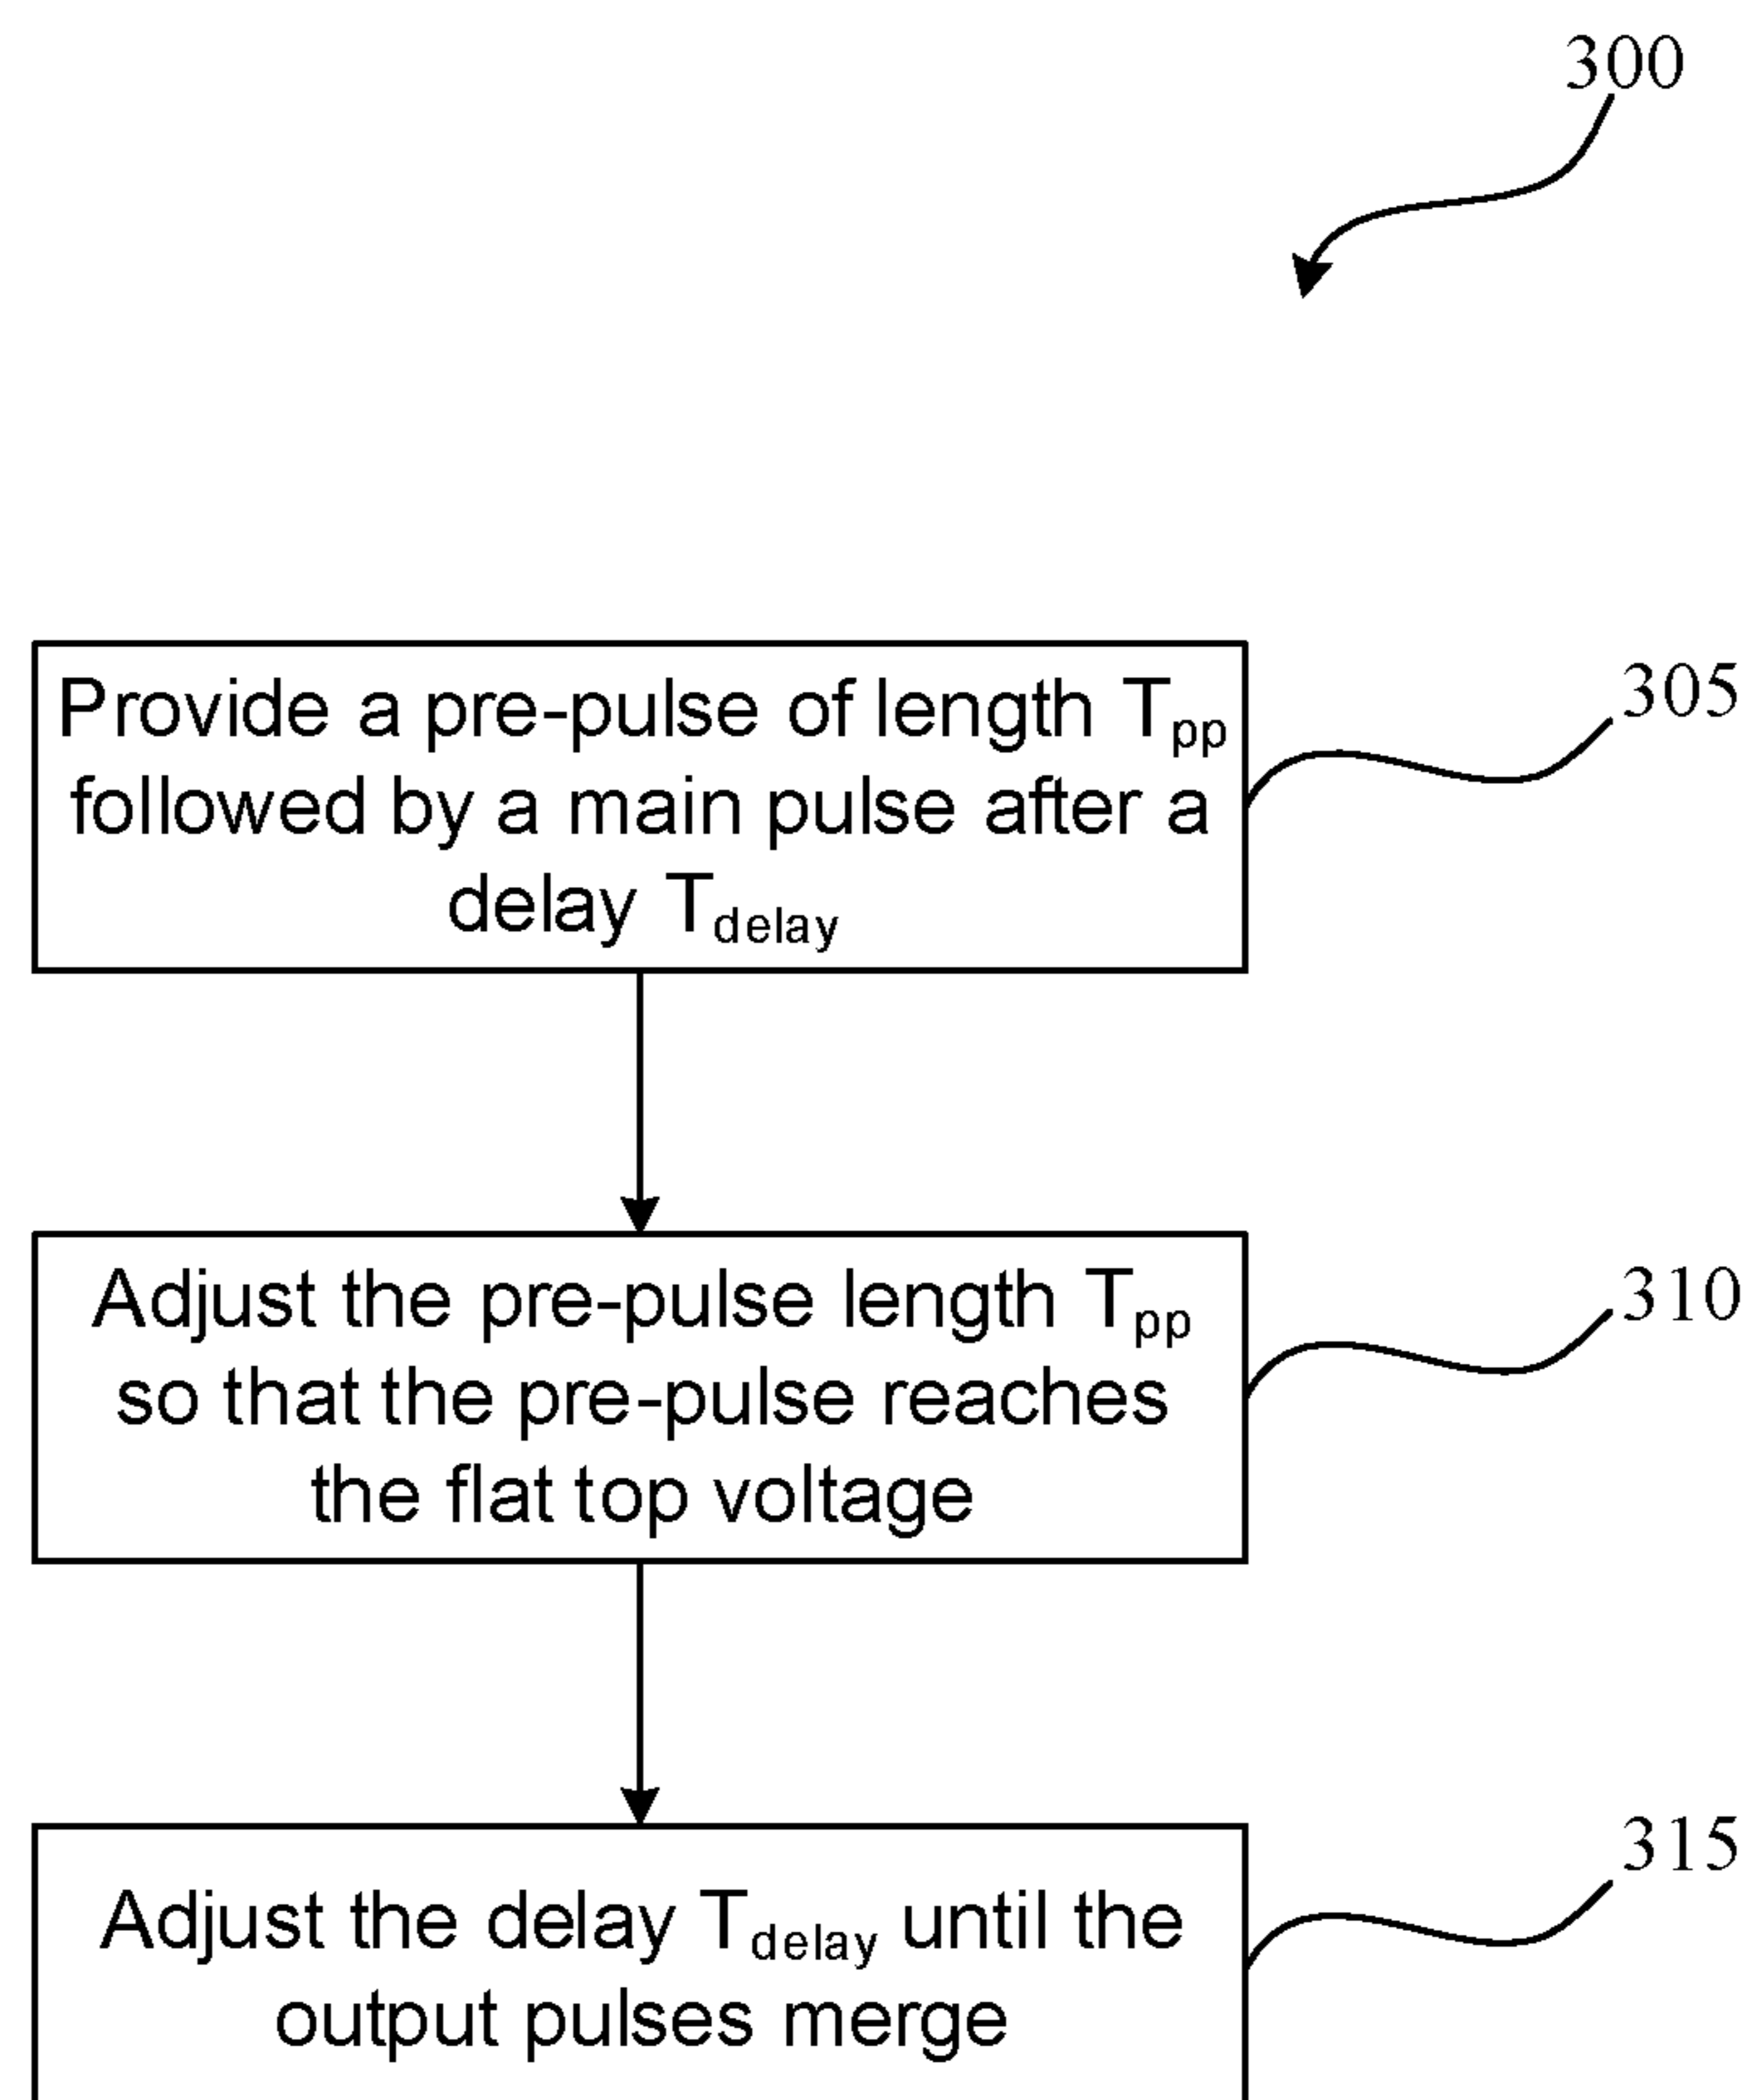 300
Provide a pre-pulse of length Tpp
305
followed by a main pulse after a
delay Tdelay
Adjust the pre-pulse length Tpp
310
so that the pre-pulse reaches
the flat top voltage
315
Adjust the delay Tdelay until the
output pulses merge